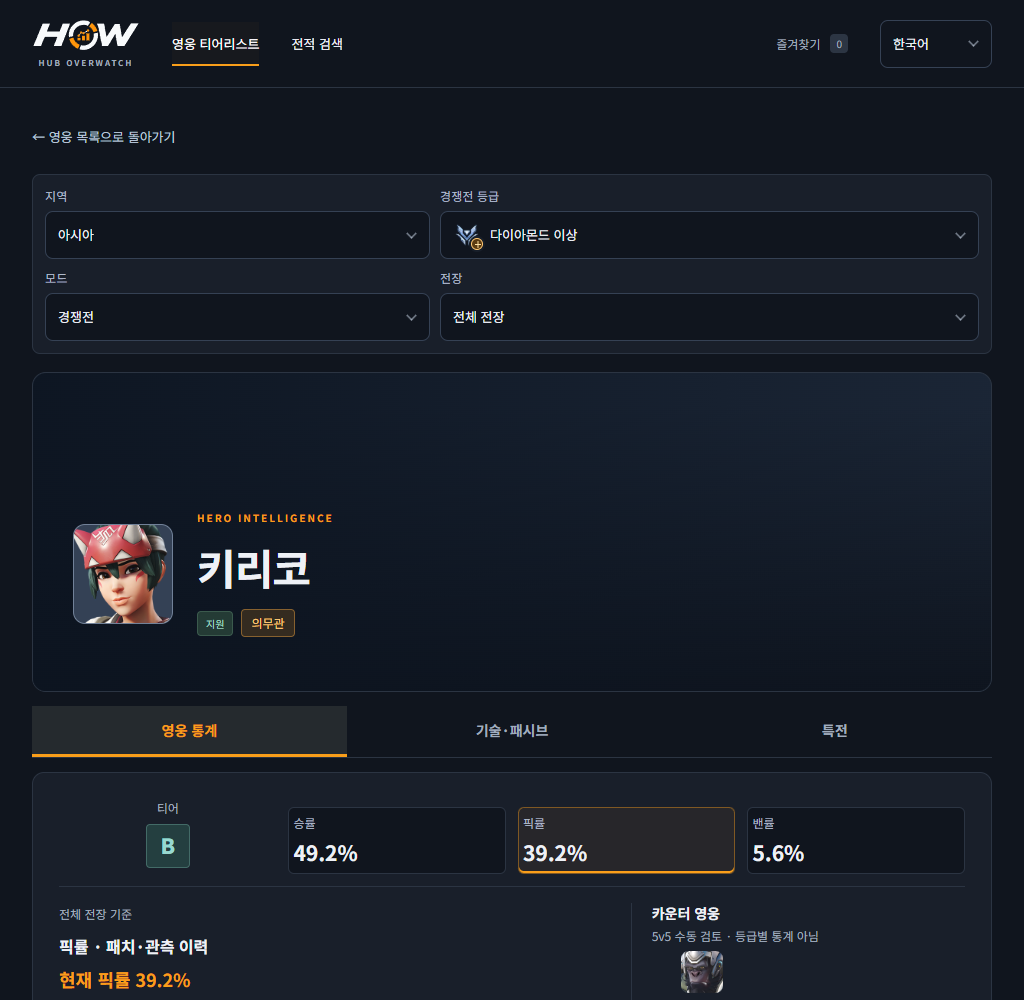 HOW
HUB OVERWATCH
영웅 티어리스트
전적 검색
즐겨찾기 0
한국어
← 영웅 목록으로 돌아가기
지역
아시아
경쟁전 등급
다이아몬드 이상
모드
경쟁전
전장
전체 전장
HERO INTELLIGENCE
키리코
지원
의무관
영웅 통계
기술·패시브
특전
티어
B
승률
49.2%
픽률
39.2%
밴률
5.6%
전체 전장 기준
픽률 · 패치·관측 이력
현재 픽률 39.2%
카운터 영웅
5v5 수동 검토 · 등급별 통계 아님